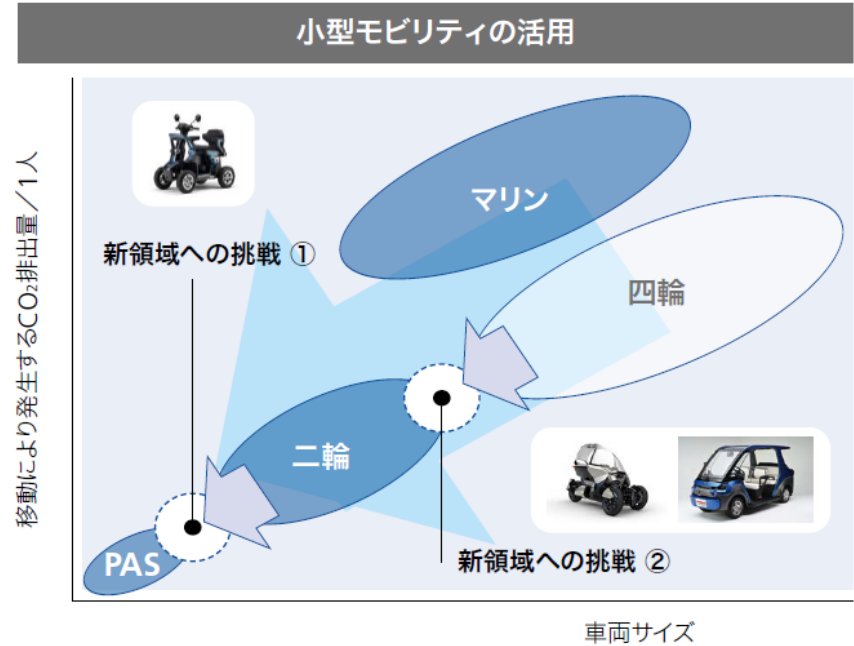 小型モビリティの活用
移動により発生するCO₂排出量／1人
マリン
新領域への挑戦 ①
四輪
二輪
PAS
新領域への挑戦 ②
車両サイズ